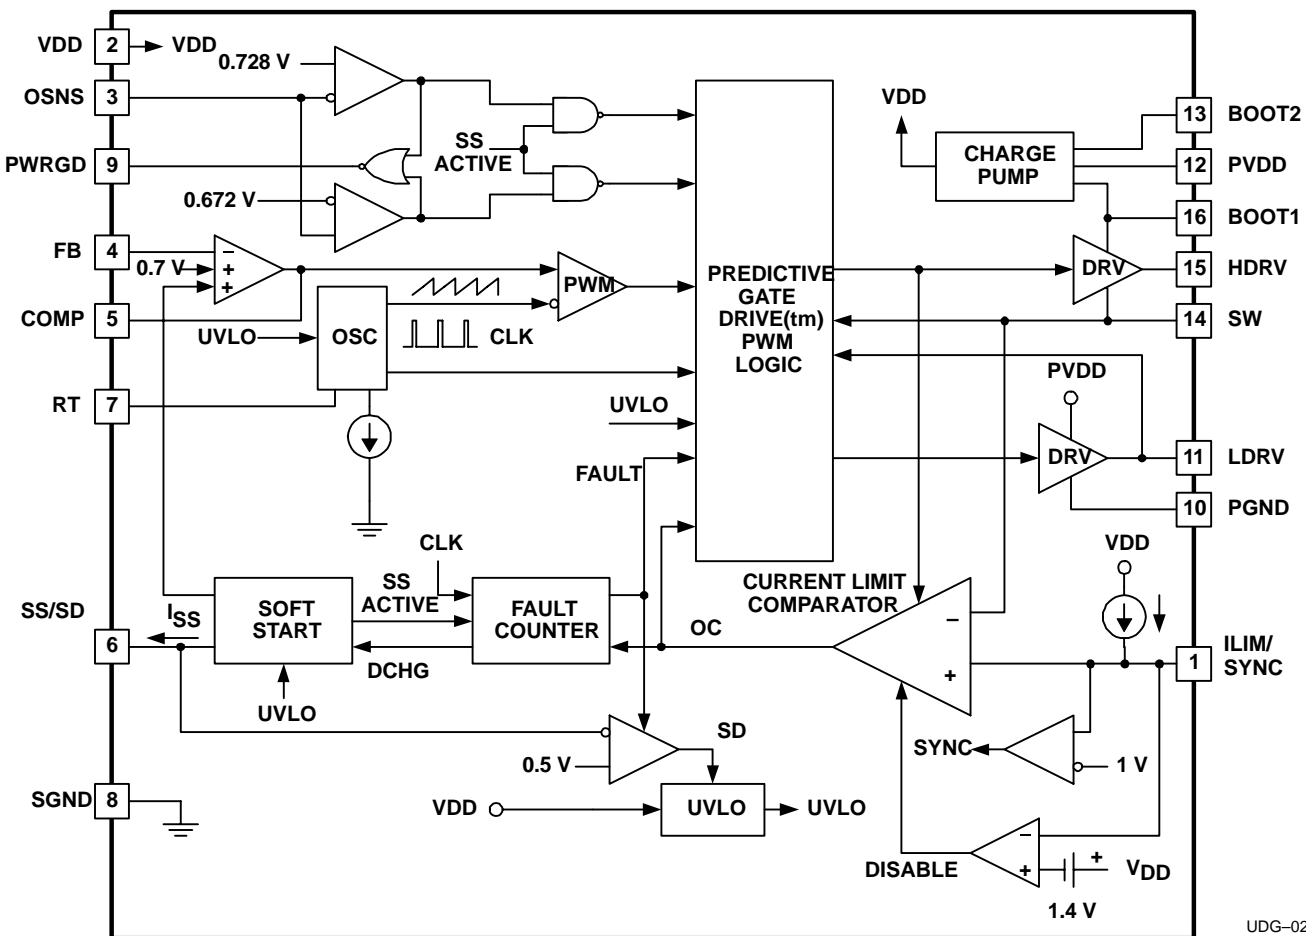 VDD 2 VDD
0.728 V
OSNS 3
PWRGD 9
SS
ACTIVE
0.672 V
FB 4
0.7 V
−
+
+
COMP 5
PWM
UVLO
OSC
CLK
RT 7
PREDICTIVE
GATE
DRIVE(tm)
PWM
LOGIC
UVLO
FAULT
VDD
CHARGE
PUMP
13 BOOT2
12 PVDD
16 BOOT1
DRV
15 HDRV
14 SW
PVDD
DRV
11 LDRV
10 PGND
CLK
SS/SD
6
ISS
SOFT
START
SS
ACTIVE
DCHG
FAULT
COUNTER
OC
UVLO
CURRENT LIMIT
COMPARATOR
−
+
VDD
1
ILIM/
SYNC
SYNC
1 V
0.5 V
SD
SGND 8
VDD
UVLO
UVLO
DISABLE
−
+
+
VDD
1.4 V
UDG–02